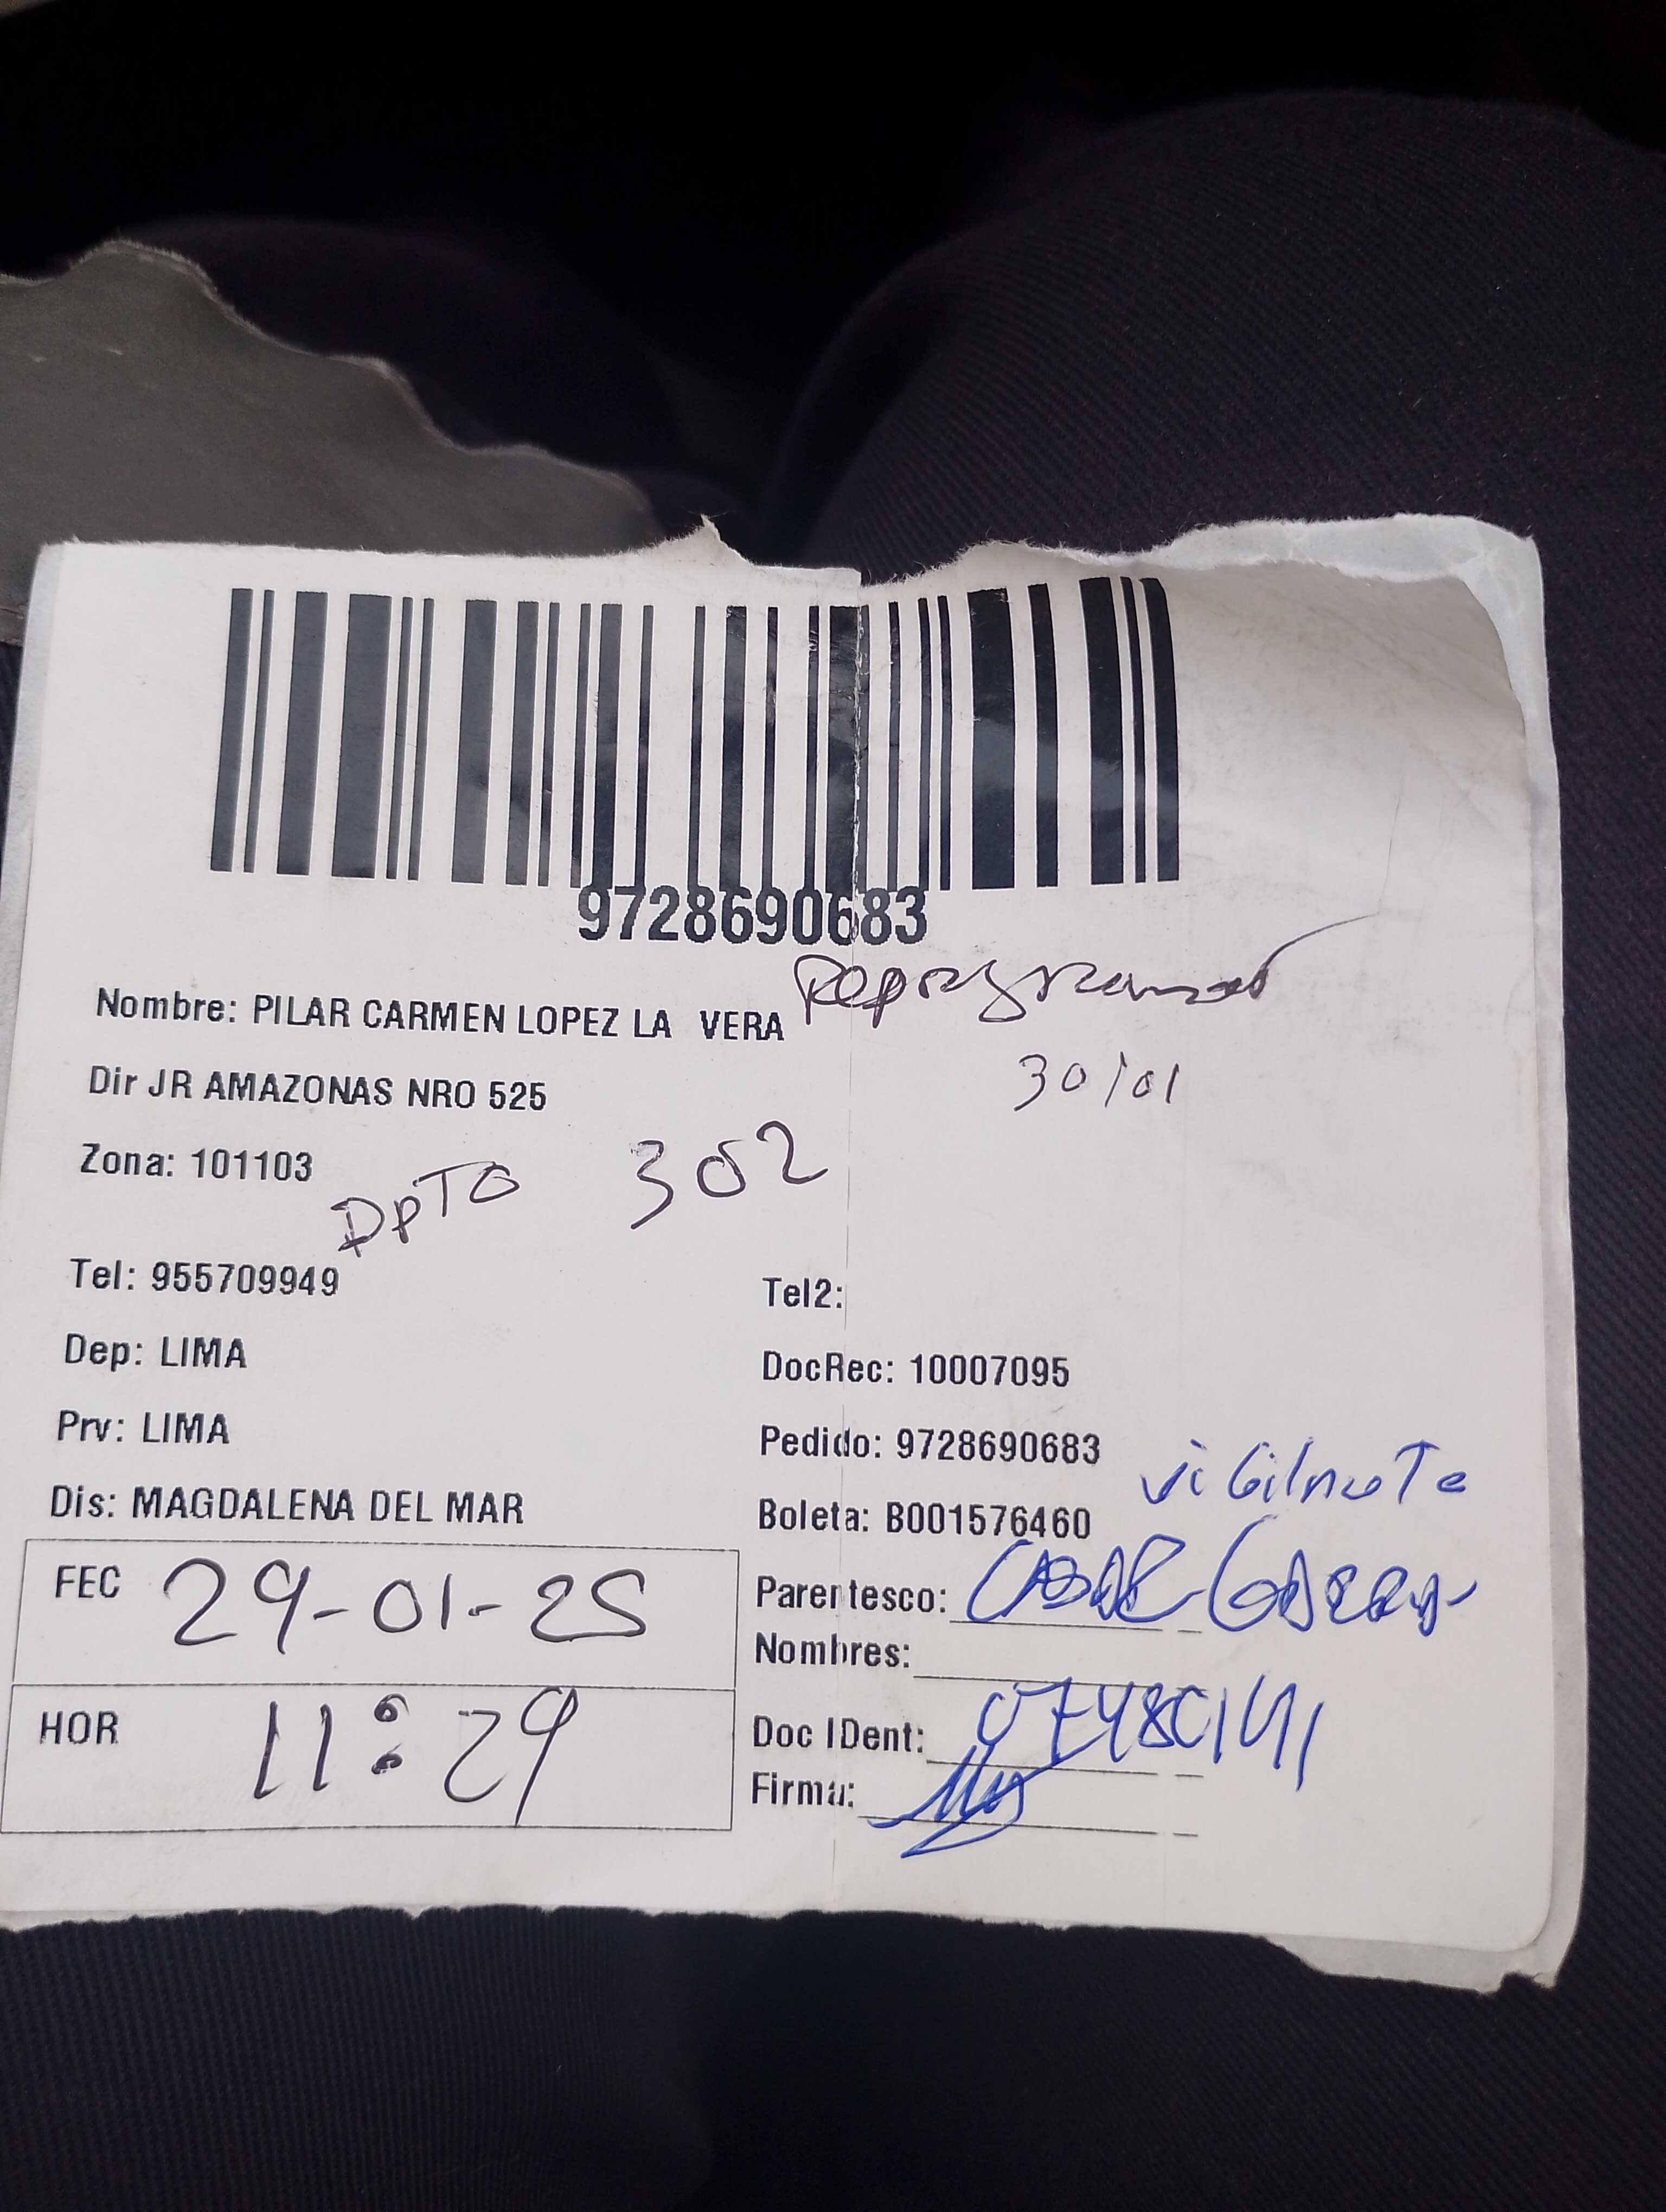 9728690683
Nombre: PILAR CARMEN LOPEZ LA VERA
30/01
Dir JR AMAZONAS NRO 525
Zona: 101103
DpTO 302
Tel: 955709949
Tel2:
Dep: LIMA
DocRec: 10007095
Prv: LIMA
Pedido: 9728690683
Dis: MAGDALENA DEL MAR
Boleta: B001576460
FEC 29-01-25
Parentesco:
Nombres:
HOR 11:29
Doc IDent:
Firma: